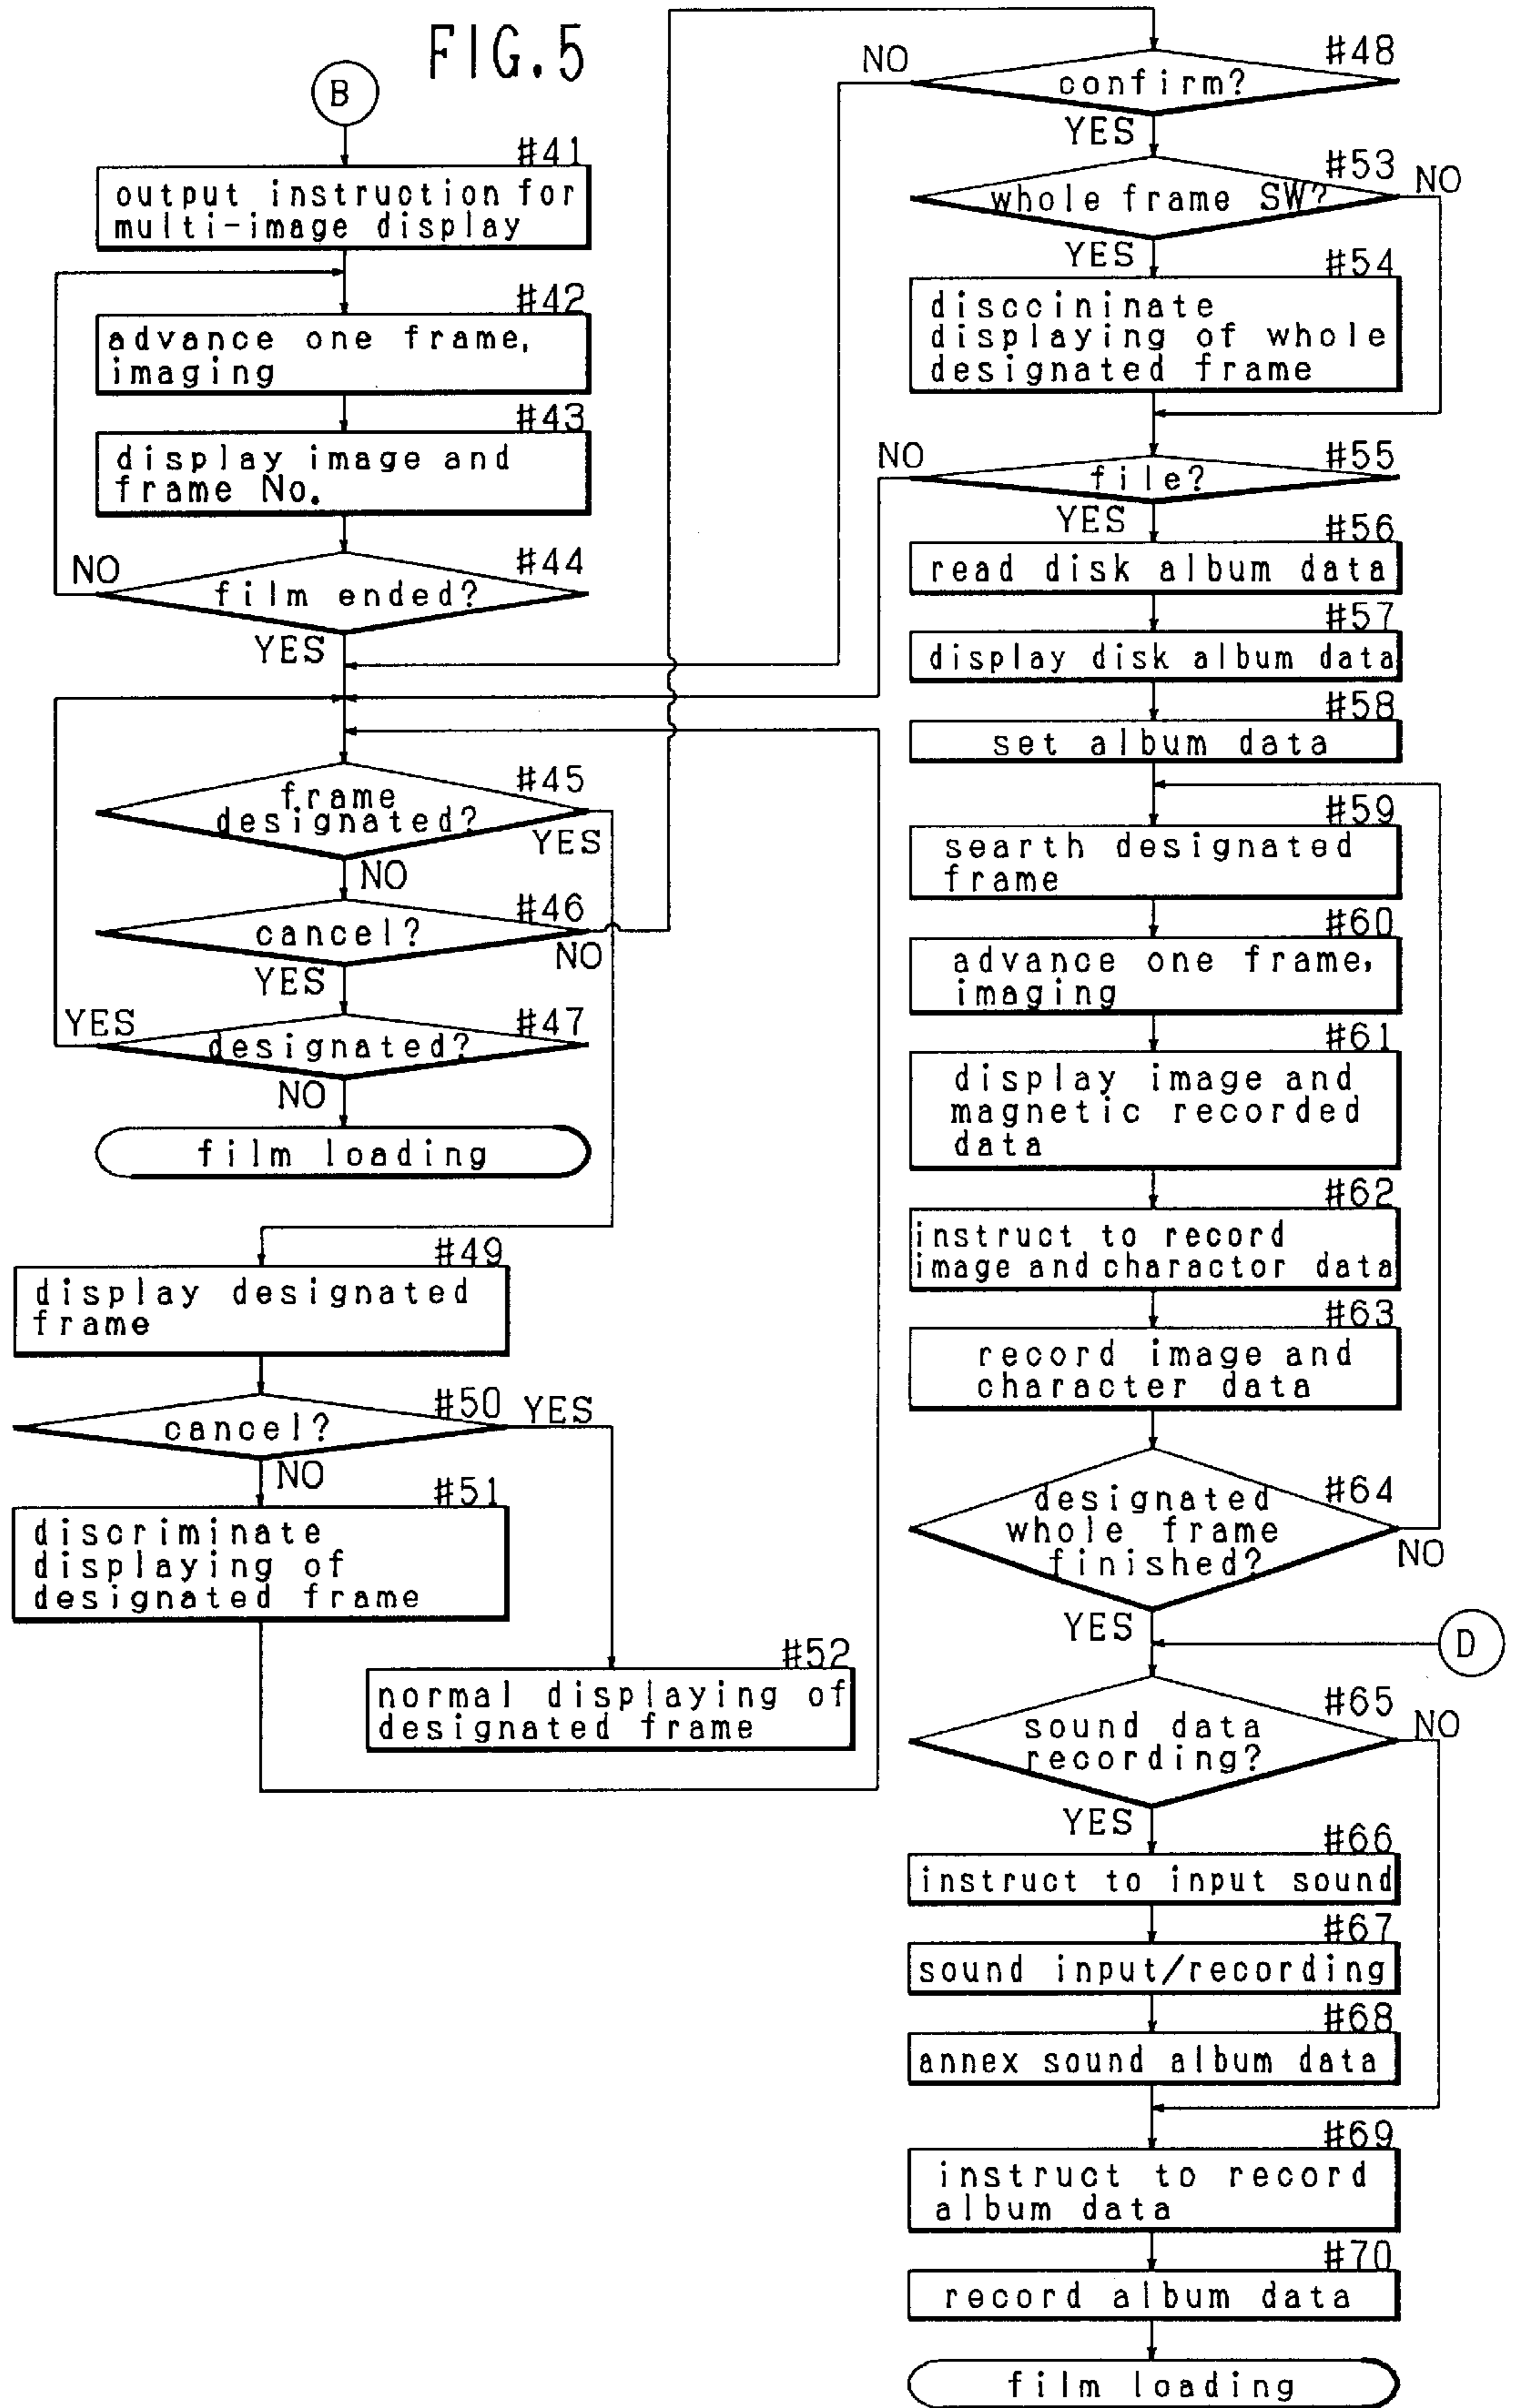 FIG.5
B
#41
output instruction for
multi-image display
#42
advance one frame,
imaging
#43
display image and
frame No.
#44
film ended?
NO
YES
#45
frame
designated?
YES
NO
#46
cancel?
NO
YES
#47
designated?
YES
NO
film loading
#49
display designated
frame
#50
cancel?
YES
NO
#51
discriminate
displaying of
designated frame
#52
normal displaying of
designated frame
#48
confirm?
NO
YES
#53
whole frame SW?
NO
YES
#54
disccininate
displaying of whole
designated frame
#55
file?
NO
YES
#56
read disk album data
#57
display disk album data
#58
set album data
#59
searth designated
frame
#60
advance one frame,
imaging
#61
display image and
magnetic recorded
data
#62
instruct to record
image and charactor data
#63
record image and
character data
#64
designated
whole frame
finished?
NO
YES
D
#65
sound data
recording?
NO
YES
#66
instruct to input sound
#67
sound input/recording
#68
annex sound album data
#69
instruct to record
album data
#70
record album data
film loading